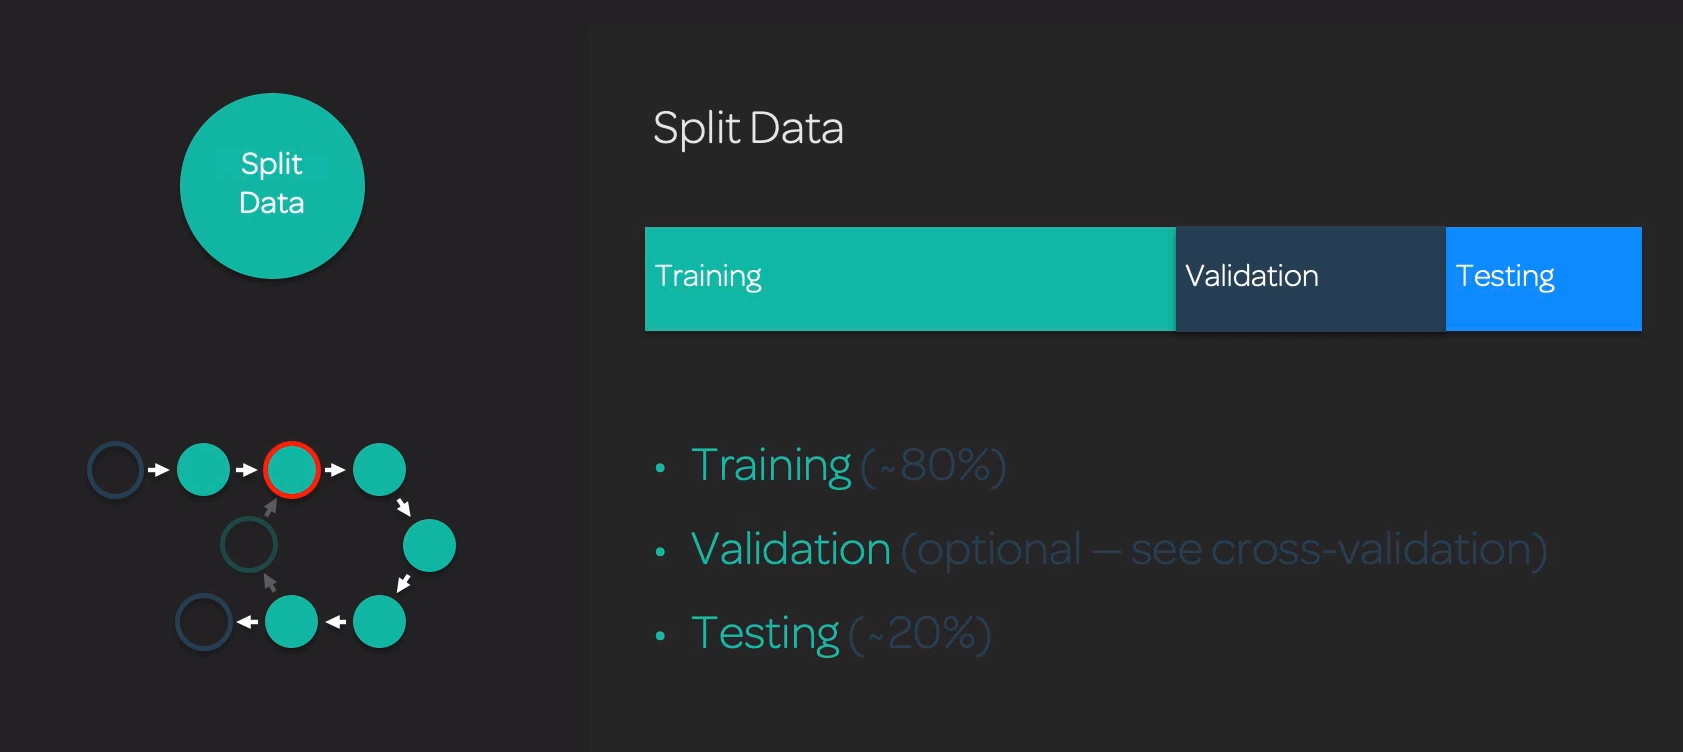 Split
Data
Split Data
Training
Validation
Testing
• Training (~80%)
• Validation (optional — see cross-validation)
• Testing (~20%)